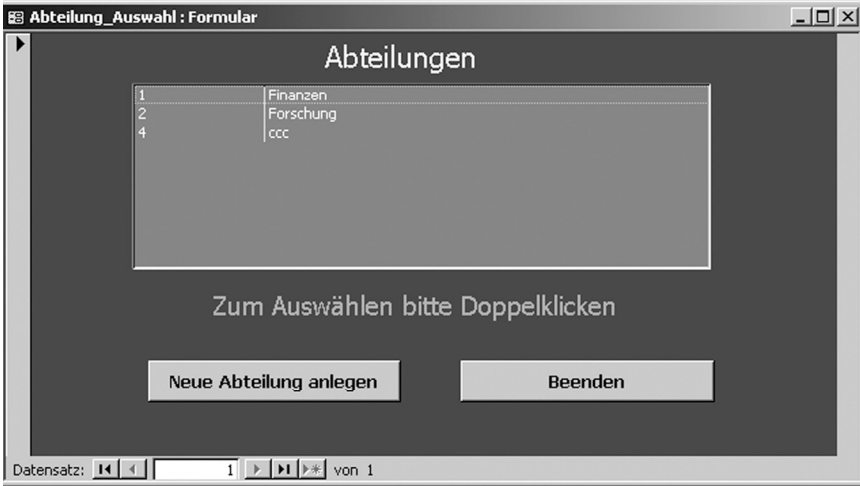 Abteilung_Auswahl : Formular
Abteilungen
1 Finanzen
2 Forschung
4 ccc
Zum Auswählen bitte Doppelklicken
Neue Abteilung anlegen Beenden
Datensatz: 1 von 1